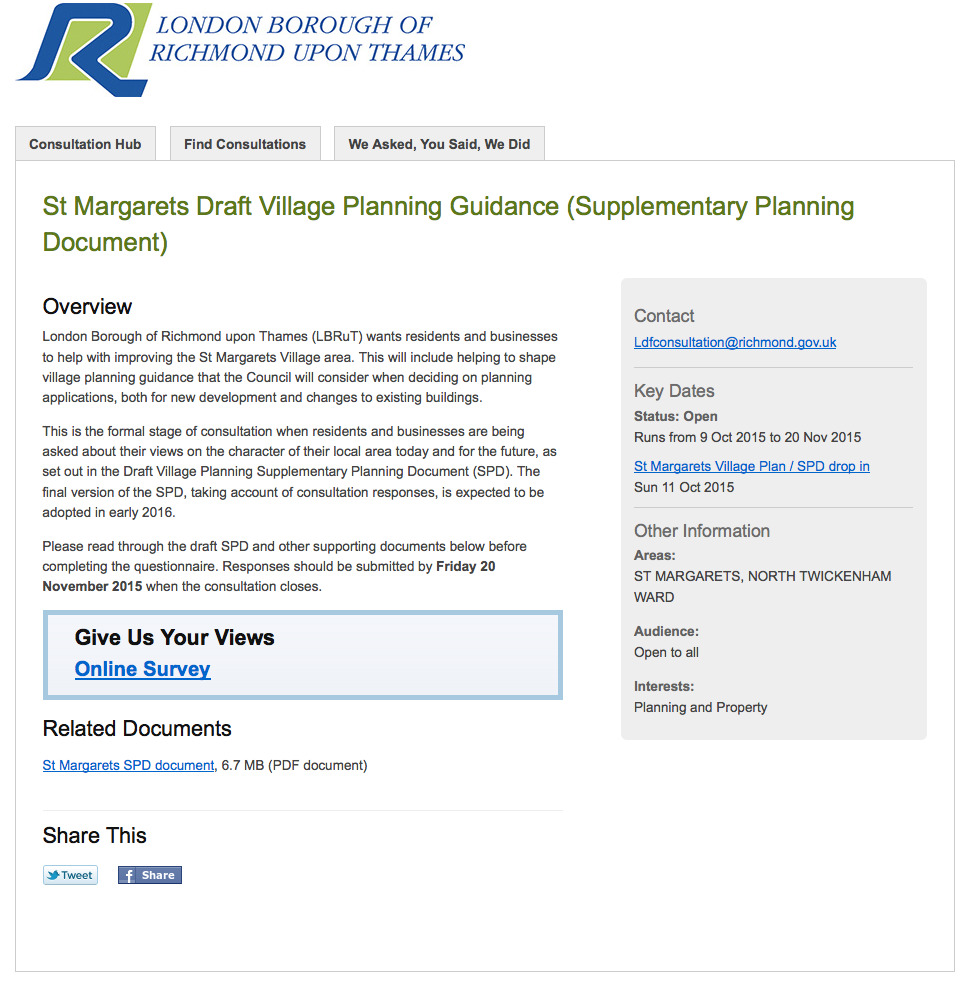 LONDON BOROUGH OF
RICHMOND UPON THAMES
Consultation Hub
Find Consultations
We Asked, You Said, We Did
St Margarets Draft Village Planning Guidance (Supplementary Planning
Document)
Overview
London Borough of Richmond upon Thames (LBRuT) wants residents and businesses
to help with improving the St Margarets Village area. This will include helping to shape
village planning guidance that the Council will consider when deciding on planning
applications, both for new development and changes to existing buildings.
This is the formal stage of consultation when residents and businesses are being
asked about their views on the character of their local area today and for the future, as
set out in the Draft Village Planning Supplementary Planning Document (SPD). The
final version of the SPD, taking account of consultation responses, is expected to be
adopted in early 2016.
Please read through the draft SPD and other supporting documents below before
completing the questionnaire. Responses should be submitted by Friday 20
November 2015 when the consultation closes.
Give Us Your Views
Online Survey
Related Documents
St Margarets SPD document, 6.7 MB (PDF document)
Share This
Tweet
Share
Contact
Ldfconsultation@richmond.gov.uk
Key Dates
Status: Open
Runs from 9 Oct 2015 to 20 Nov 2015
St Margarets Village Plan / SPD drop in
Sun 11 Oct 2015
Other Information
Areas:
ST MARGARETS, NORTH TWICKENHAM
WARD
Audience:
Open to all
Interests:
Planning and Property